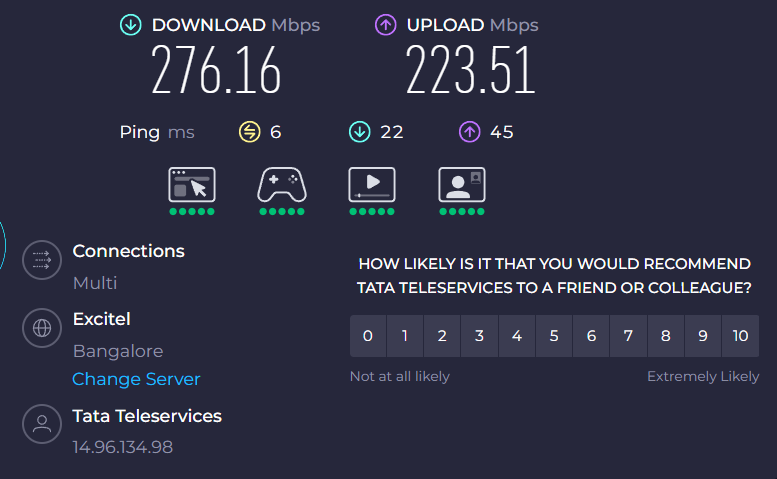 DOWNLOAD Mbps
276.16
UPLOAD Mbps
223.51
Ping ms 6 22 45
Connections
Multi
Excitel
Bangalore
Change Server
Tata Teleservices
14.96.134.98
HOW LIKELY IS IT THAT YOU WOULD RECOMMEND
TATA TELESERVICES TO A FRIEND OR COLLEAGUE?
0 1 2 3 4 5 6 7 8 9 10
Not at all likely Extremely Likely